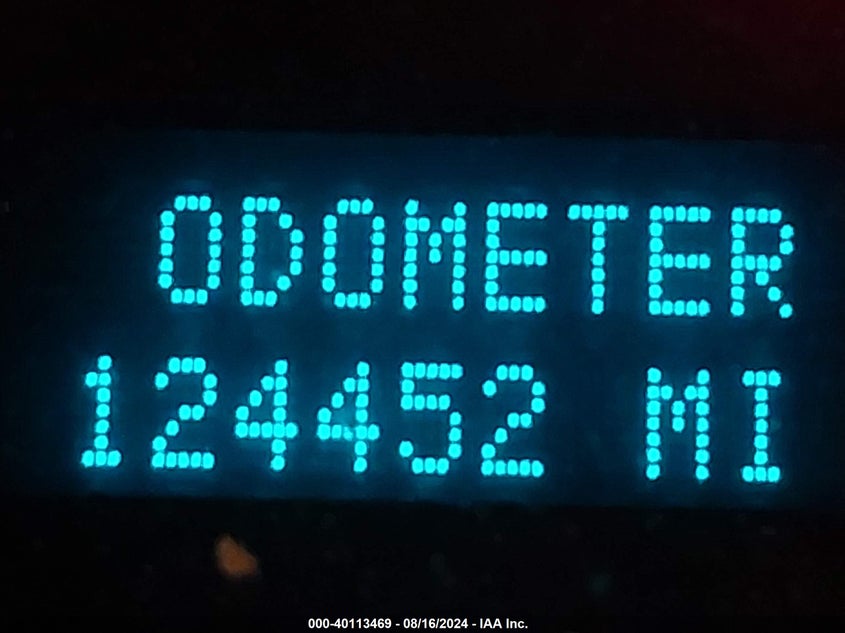 ODOMETER
124452 MI
000-40113469 - 08/16/2024 - IAA Inc.